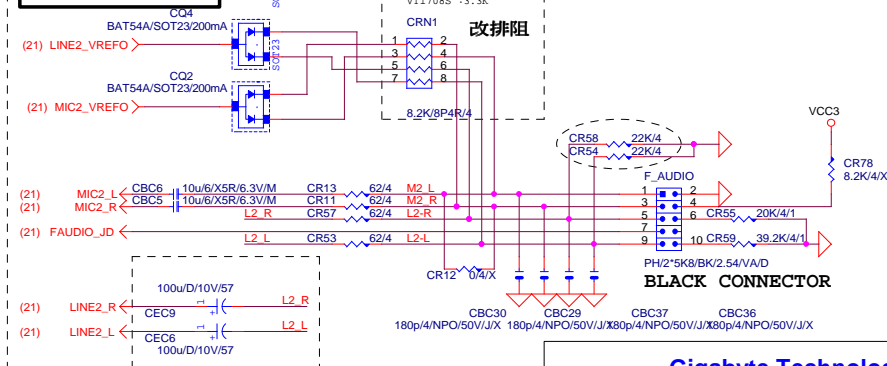 CQ4
BAT54A/SOT23/200mA
(21) LINE2_VREFO
SOT23
CQ2
BAT54A/SOT23/200mA
(21) MIC2_VREFO
CRN1
改排阻
1 2
3 4
5 6
7 8
8.2K/8P4R/4
VCC3
CR58 22K/4
CR54 22K/4
CR78
8.2K/4/X
F_AUDIO
(21) MIC2_L CBC6 10u/6/X5R/6.3V/M CR13 62/4 M2_L 1 2
(21) MIC2_R CBC5 10u/6/X5R/6.3V/M CR11 62/4 M2_R 3 4
L2_R CR57 62/4 L2-R 5 6 CR55 20K/4/1
(21) FAUDIO_JD 7
L2_L CR53 62/4 L2-L 9 10 CR59 39.2K/4/1
PH/2*5K8/BK/2.54/VA/D
BLACK CONNECTOR
CR12 0/4/X
100u/D/10V/57
(21) LINE2_R 1 + L2_R
CEC9
(21) LINE2_L 1 + L2_L
CEC6
100u/D/10V/57
CBC30 CBC29 CBC37 CBC36
180p/4/NPO/50V/J/X 180p/4/NPO/50V/J/X 180p/4/NPO/50V/J/X 180p/4/NPO/50V/J/X
Gigabyte